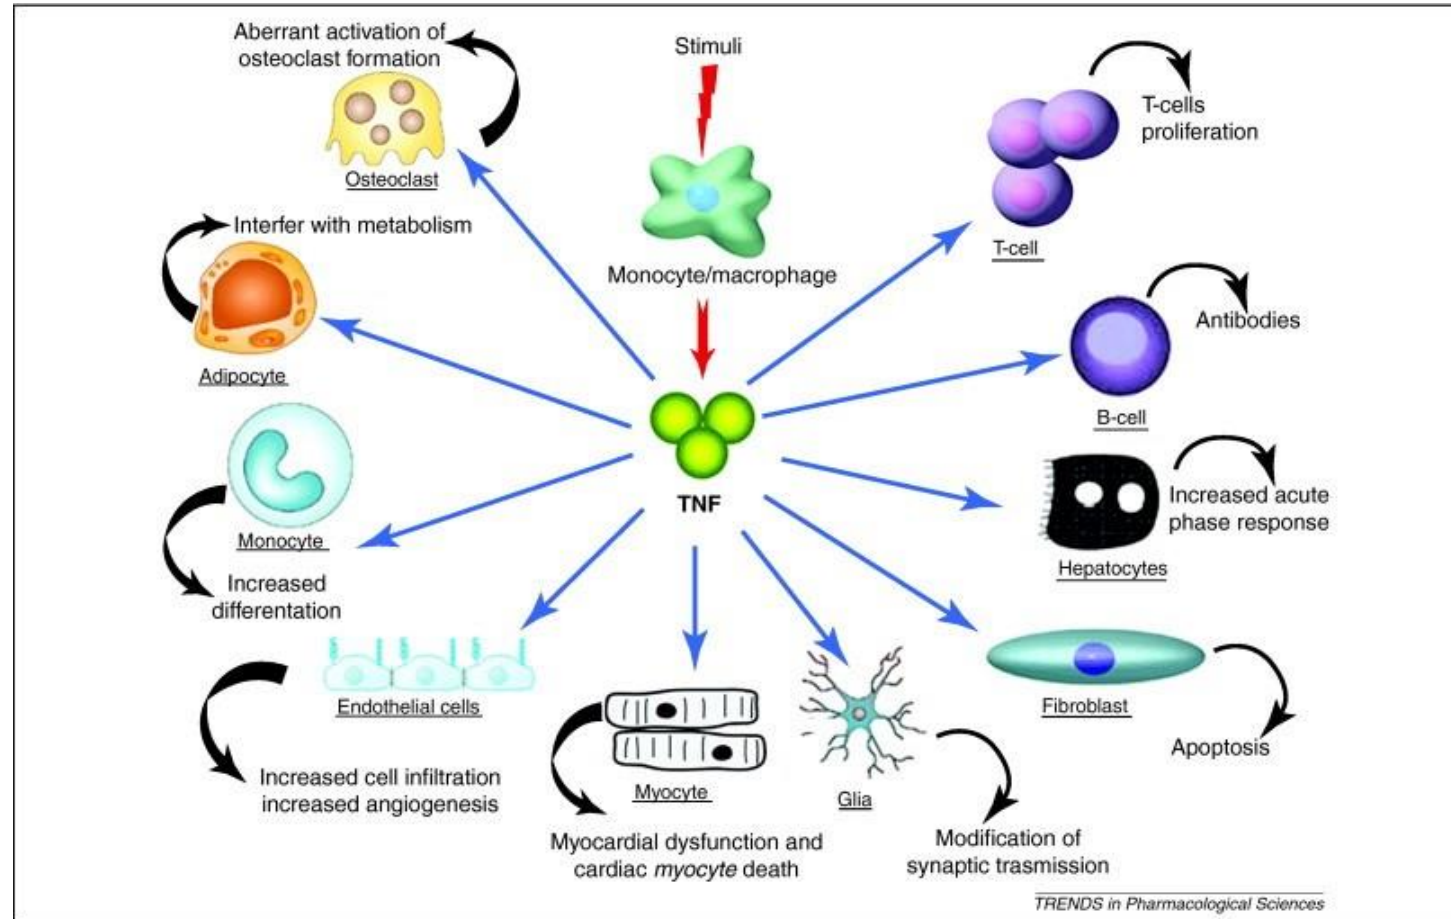 Aberrant activation of
osteoclast formation
Osteoclast
Stimuli
Monocyte/macrophage
T-cells
proliferation
T-cell
Interfer with metabolism
Adipocyte
Antibodies
B-cell
TNF
Monocyte
Increased
differentation
Increased acute
phase response
Hepatocytes
Endothelial cells
Increased cell infiltration
increased angiogenesis
Myocyte
Myocardial dysfunction and
cardiac myocyte death
Glia
Modification of
synaptic trasmission
Fibroblast
Apoptosis
TRENDS in Pharmacological Sciences